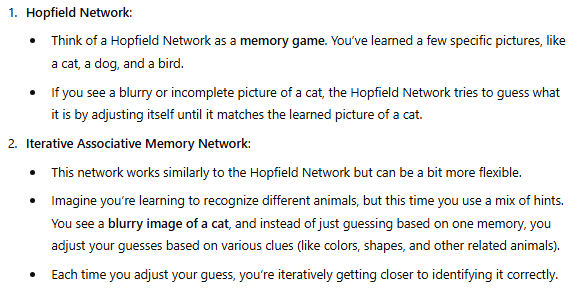 1. Hopfield Network:
• Think of a Hopfield Network as a memory game. You've learned a few specific pictures, like
a cat, a dog, and a bird.
• If you see a blurry or incomplete picture of a cat, the Hopfield Network tries to guess what
it is by adjusting itself until it matches the learned picture of a cat.
2. Iterative Associative Memory Network:
• This network works similarly to the Hopfield Network but can be a bit more flexible.
• Imagine you're learning to recognize different animals, but this time you use a mix of hints.
You see a blurry image of a cat, and instead of just guessing based on one memory, you
adjust your guesses based on various clues (like colors, shapes, and other related animals).
• Each time you adjust your guess, you're iteratively getting closer to identifying it correctly.